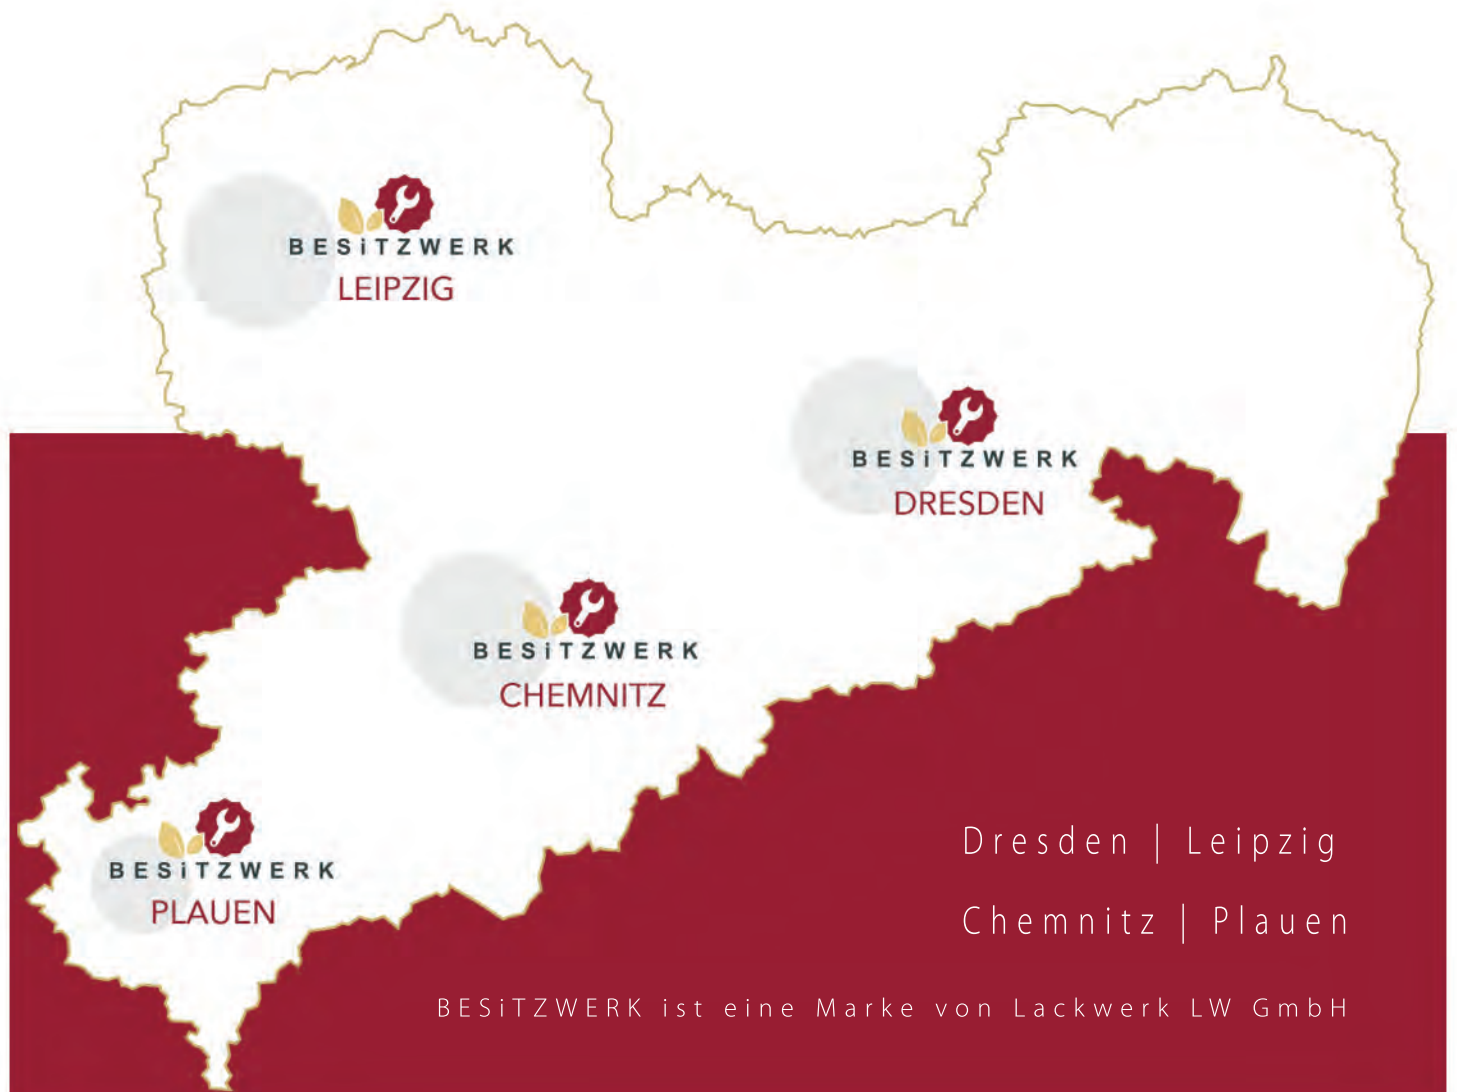 BESiTZWERK
LEIPZIG
BESiTZWERK
DRESDEN
BESiTZWERK
CHEMNITZ
BESiTZWERK
PLAUEN
Dresden | Leipzig
Chemnitz | Plauen
BESiTZWERK ist eine Marke von Lackwerk LW GmbH